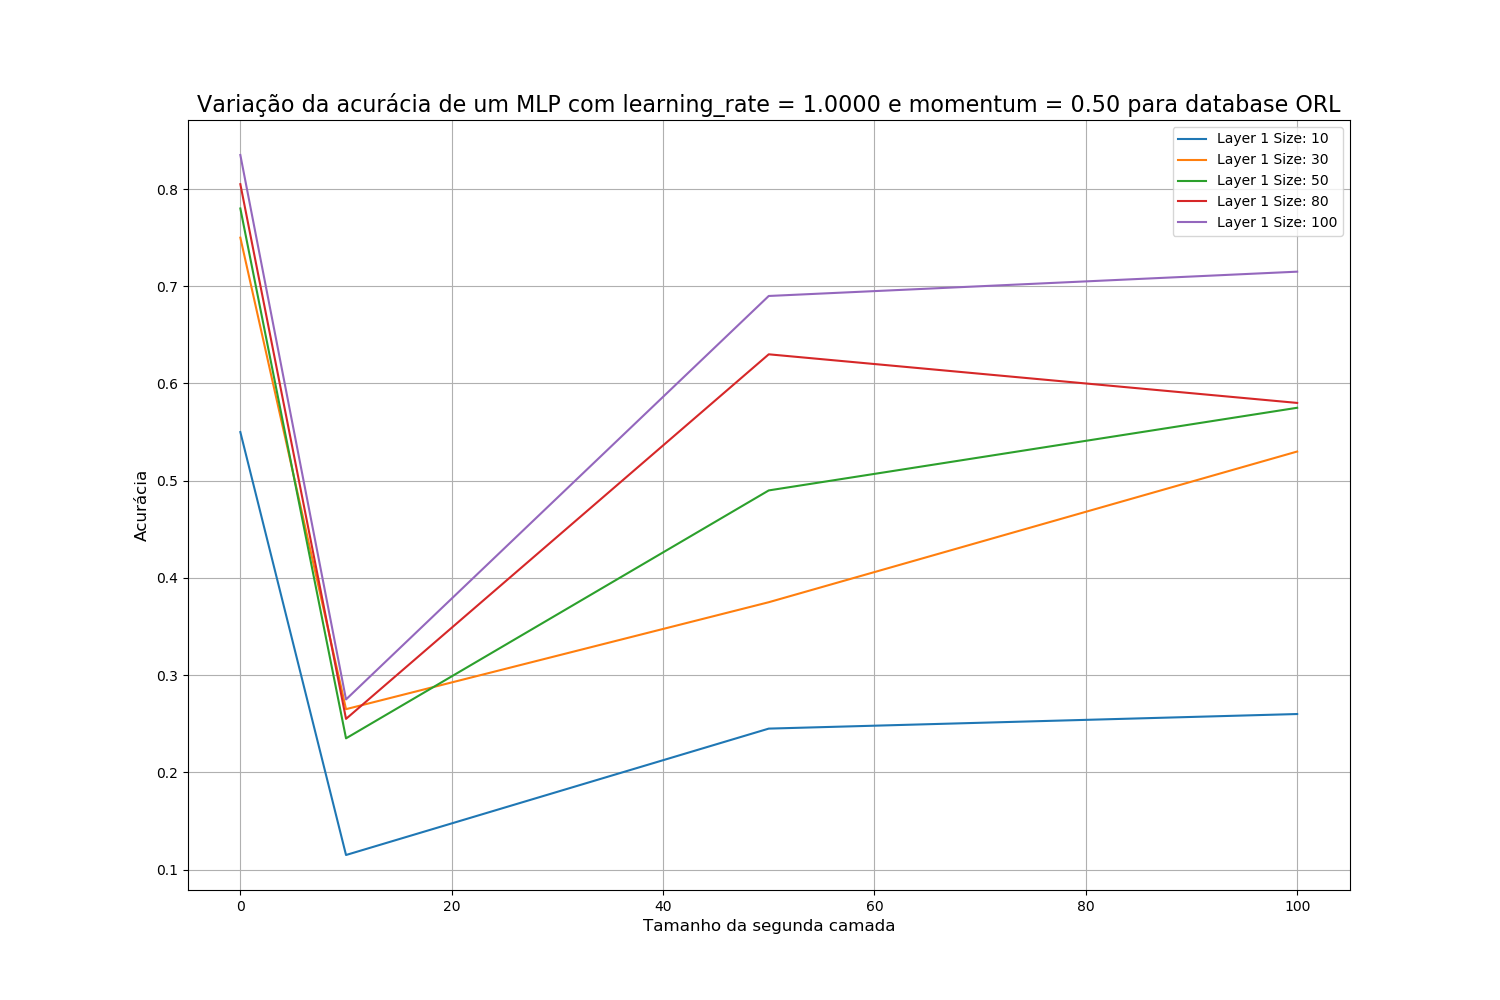 Variação da acurácia de um MLP com learning_rate = 1.0000 e momentum = 0.50 para database ORL
Layer 1 Size: 10
Layer 1 Size: 30
Layer 1 Size: 50
Layer 1 Size: 80
Layer 1 Size: 100
Acurácia
0.8
0.7
0.6
0.5
0.4
0.3
0.2
0.1
0 20 40 60 80 100
Tamanho da segunda camada